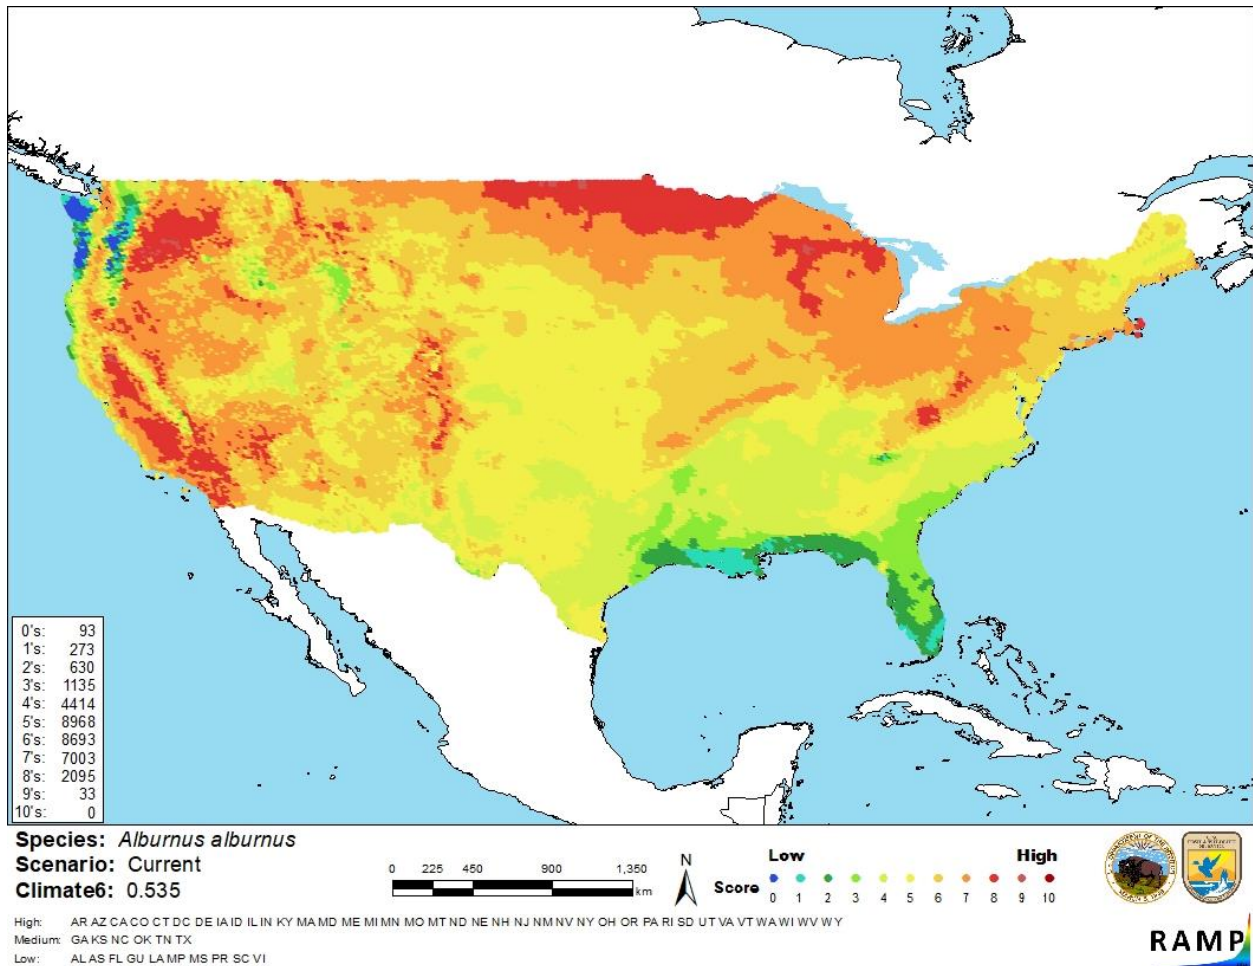 0's: 93
1's: 273
2's: 630
3's: 1135
4's: 4414
5's: 8968
6's: 8693
7's: 7003
8's: 2095
9's: 33
10's: 0
Species: Alburnus alburnus
Scenario: Current
Climate6: 0.535
0 225 450 900 1,350
km
N
Low High
Score 0 1 2 3 4 5 6 7 8 9 10
High: AR AZ CA CO CT DC DE IA ID IL IN KY MA MD ME MI MN MO MT ND NE NH NJ NM NV NY OH OR PA RI SD UT VA VT WA WI WV WY
Medium: GA KS NC OK TN TX
Low: AL AS FL GU LA MP MS PR SC VI
RAMP